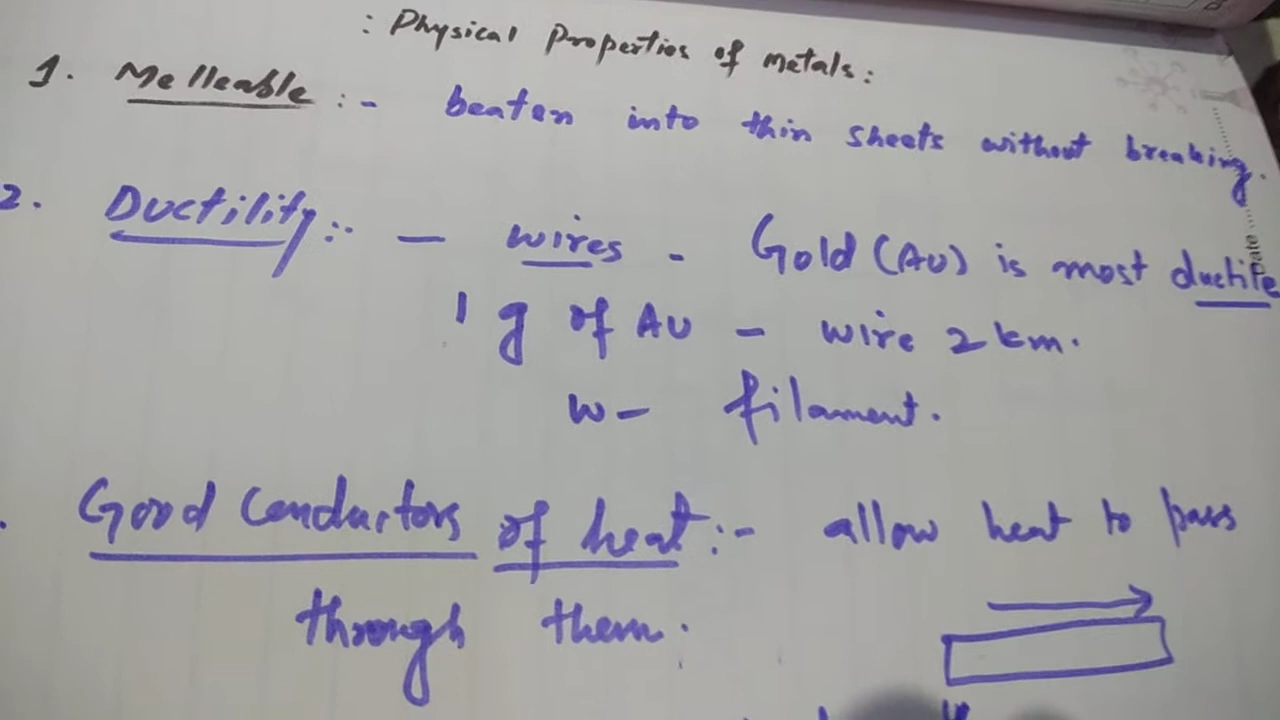 : Physical Properties of metals :
1. Melleable :- beaten into thin sheets without breaking.
2. Ductility :- — wires - Gold (AU) is most ductile
1 g of AU - wire 2 km.
W - filament.
. Good Conductors of heat :- allow heat to pass
through them.
Date